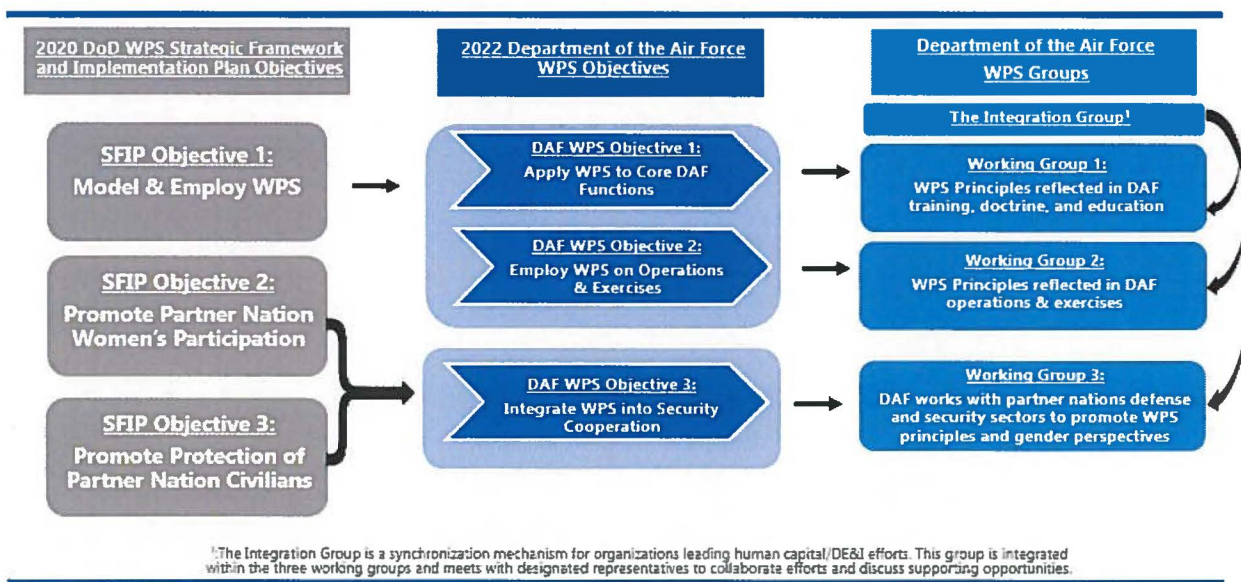 2020 DoD WPS Strategic Framework
and Implementation Plan Objectives
SFIP Objective 1:
Model & Employ WPS
SFIP Objective 2:
Promote Partner Nation
Women's Participation
SFIP Objective 3:
Promote Protection of
Partner Nation Civilians
2022 Department of the Air Force
WPS Objectives
DAF WPS Objective 1:
Apply WPS to Core DAF
Functions
DAF WPS Objective 2:
Employ WPS on Operations
& Exercises
DAF WPS Objective 3:
Integrate WPS into Security
Cooperation
Department of the Air Force
WPS Groups
The Integration Group¹
Working Group 1:
WPS Principles reflected in DAF
training, doctrine, and education
Working Group 2:
WPS Principles reflected in DAF
operations & exercises
Working Group 3:
DAF works with partner nations defense
and security sectors to promote WPS
principles and gender perspectives
¹:The Integration Group is a synchronization mechanism for organizations leading human capital/DE&I efforts. This group is integrated
within the three working groups and meets with designated representatives to collaborate efforts and discuss supporting opportunities.